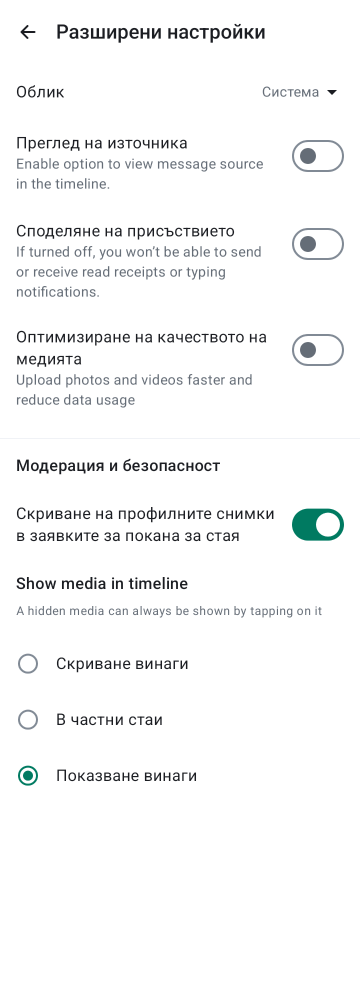 Разширени настройки
Облик
Система
Преглед на източника
Enable option to view message source
in the timeline.
Споделяне на присъствието
If turned off, you won’t be able to send
or receive read receipts or typing
notifications.
Оптимизиране на качеството на
медията
Upload photos and videos faster and
reduce data usage
Модерация и безопасност
Скриване на профилните снимки
в заявките за покана за стая
Show media in timeline
A hidden media can always be shown by tapping on it
Скриване винаги
В частни стаи
Показване винаги